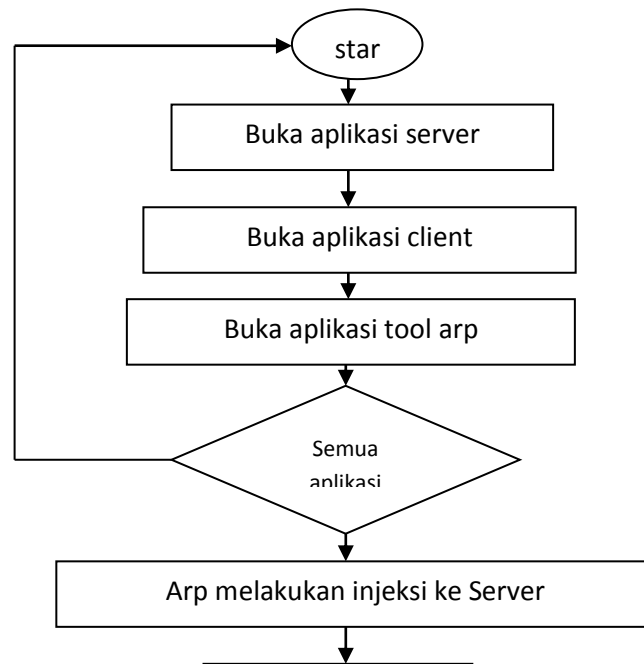 star
Buka aplikasi server
Buka aplikasi client
Buka aplikasi tool arp
Semua
aplikasi
Arp melakukan injeksi ke Server